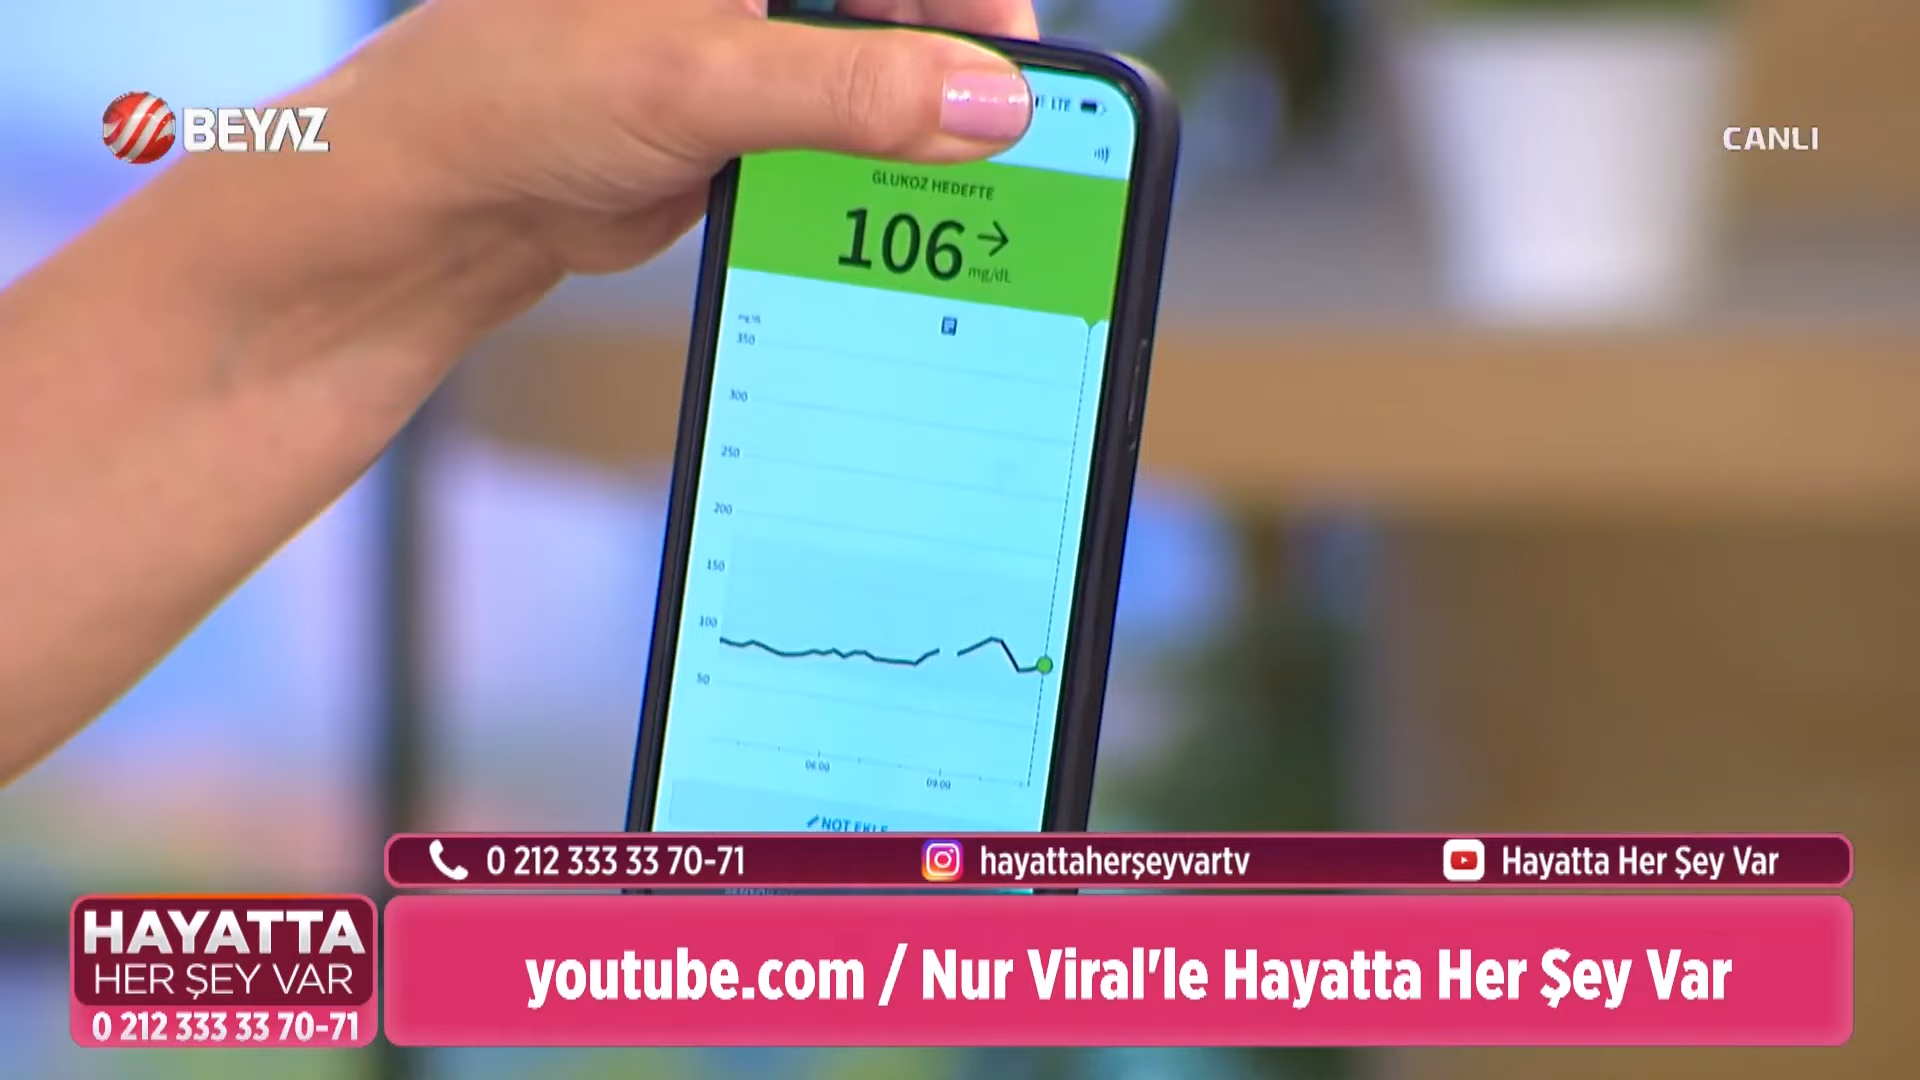 BEYAZ
CANLI
LTE
GLUKOZ HEDEFTE
106
mg/dL
350
300
250
200
150
100
50
06:00
09:00
NOT EKLE
0 212 333 33 70-71
hayattaherşeyvartv
Hayatta Her Şey Var
HAYATTA
HER ŞEY VAR
0 212 333 33 70-71
youtube.com / Nur Viral'le Hayatta Her Şey Var